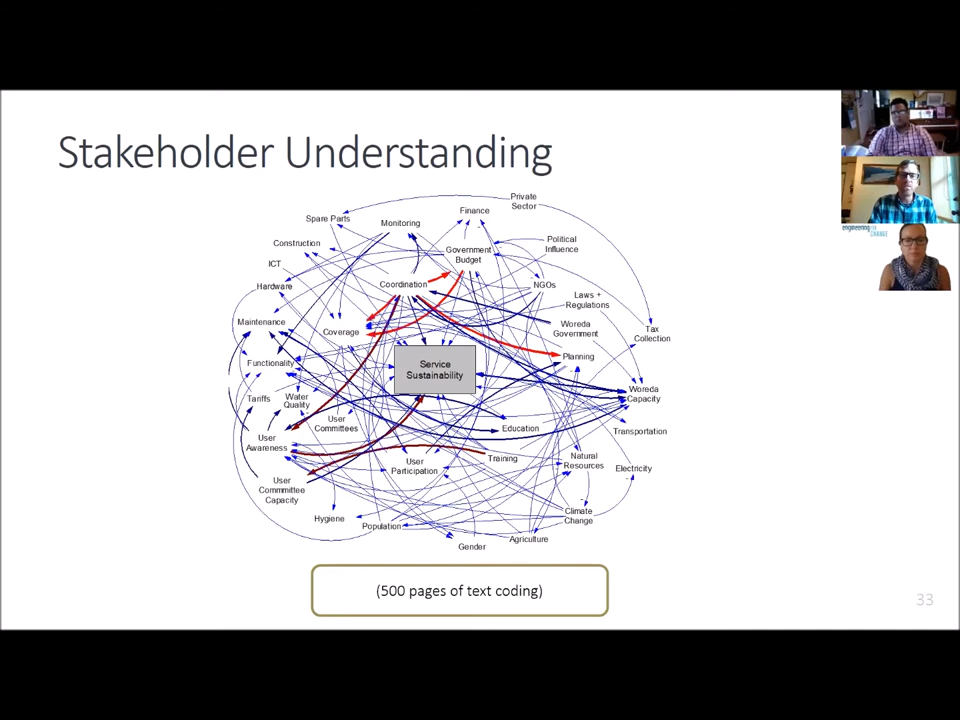 Stakeholder Understanding
Private
Sector
Spare Parts
Monitoring
Finance
Construction
Government
Budget
Political
Influence
ICT
Hardware
Coordination
NGOs
Laws +
Regulations
Maintenance
Coverage
Woreda
Government
Tax
Collection
Functionality
Service
Sustainability
Planning
Tariffs
Water
Quality
Woreda
Capacity
User
Committees
Education
Transportation
User
Awareness
User
Participation
Training
Natural
Resources
Electricity
User
Commmittee
Capacity
Hygiene
Population
Climate
Change
Gender
Agriculture
(500 pages of text coding)
33
engineering
CHANGE